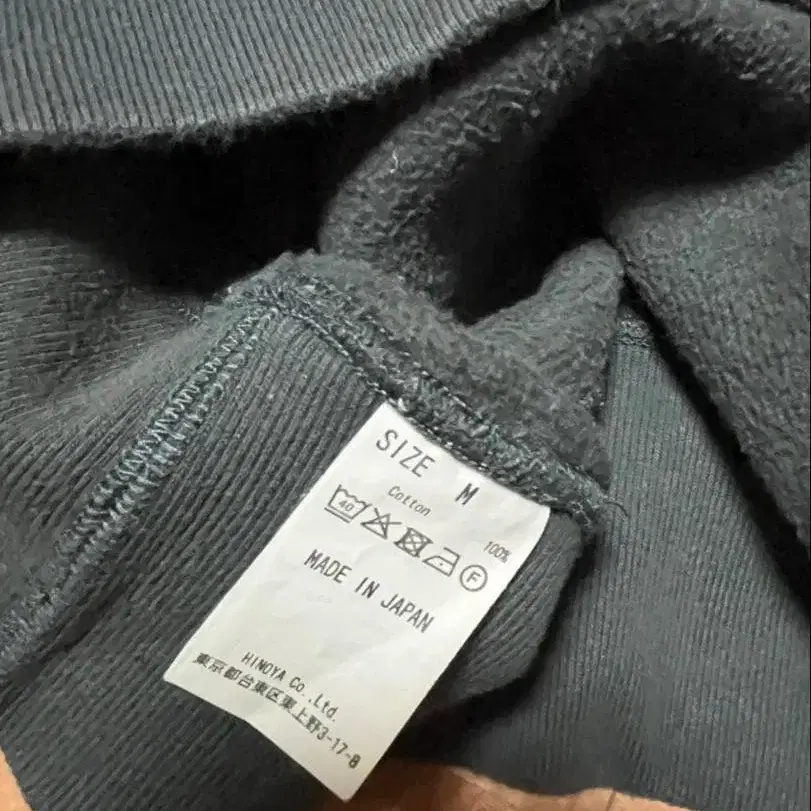 SIZE M
Cotton 100%
40 F
MADE IN JAPAN
HINOYA Co.,Ltd.
東京都台東区東上野3-17-8